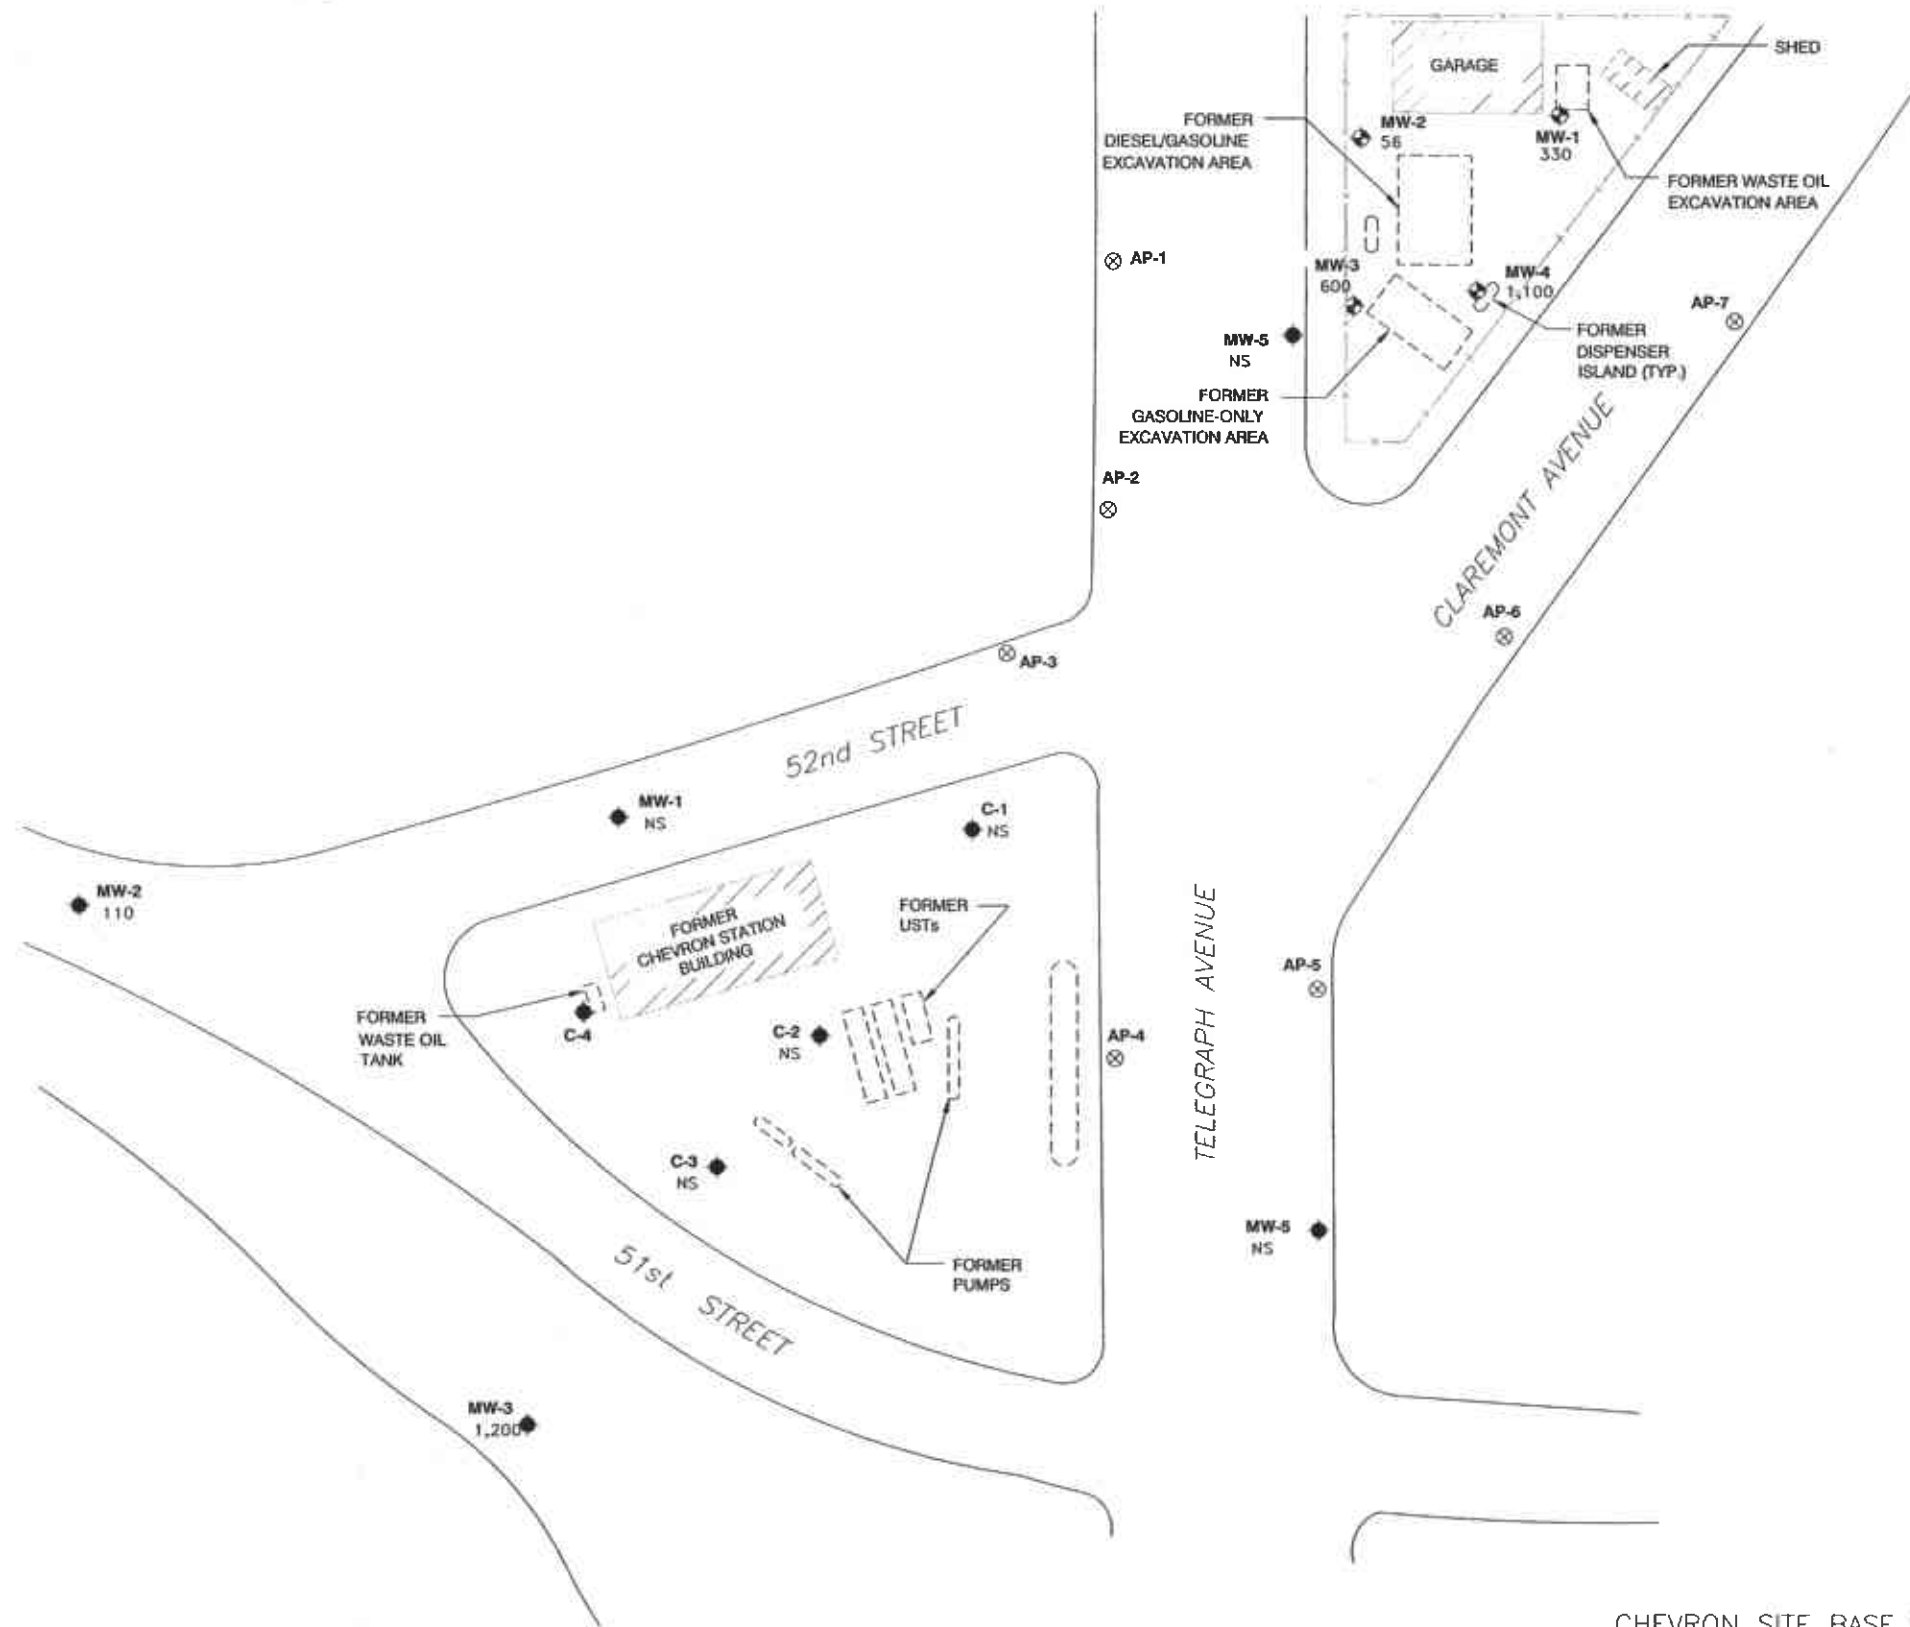 GARAGE
SHED
FORMER
DIESEL/GASOLINE
EXCAVATION AREA
MW-2
56
MW-1
330
FORMER WASTE OIL
EXCAVATION AREA
AP-1
MW-3
600
MW-4
1,100
AP-7
MW-5
NS
FORMER
DISPENSER
ISLAND (TYP.)
FORMER
GASOLINE-ONLY
EXCAVATION AREA
CLAREMONT AVENUE
AP-2
AP-6
AP-3
52nd STREET
MW-1
NS
C-1
NS
MW-2
110
FORMER
CHEVRON STATION
BUILDING
FORMER
USTs
TELEGRAPH AVENUE
AP-5
FORMER
WASTE OIL
TANK
C-4
C-2
NS
AP-4
C-3
NS
MW-5
NS
FORMER
PUMPS
51st STREET
MW-3
1,200
CHEVRON SITE BASE